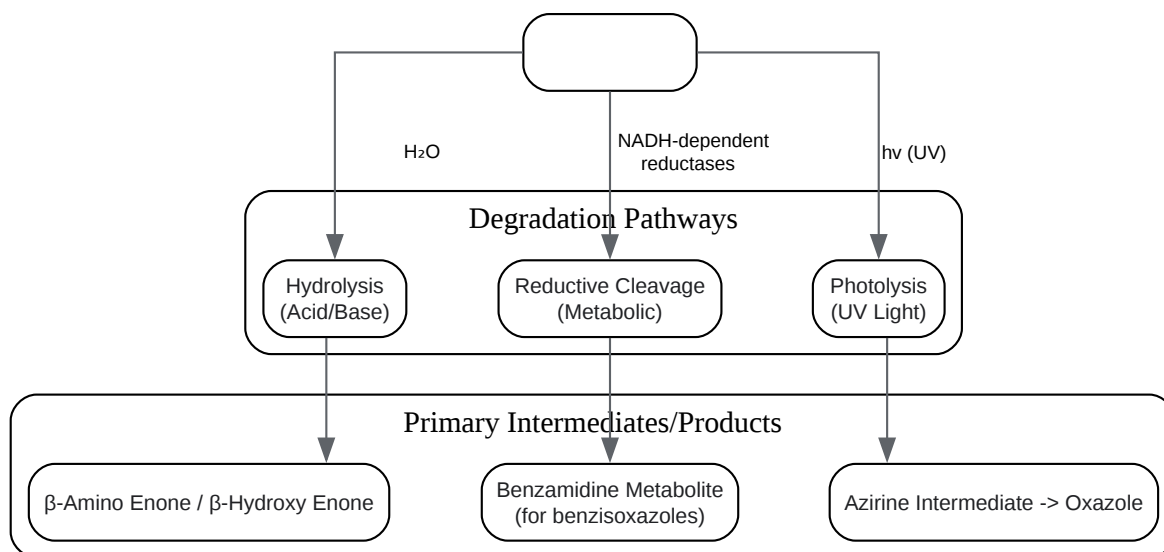 H₂O
NADH-dependent
reductases
hv (UV)
Degradation Pathways
Hydrolysis
(Acid/Base)
Reductive Cleavage
(Metabolic)
Photolysis
(UV Light)
Primary Intermediates/Products
β-Amino Enone / β-Hydroxy Enone
Benzamidine Metabolite
(for benzisoxazoles)
Azirine Intermediate -> Oxazole